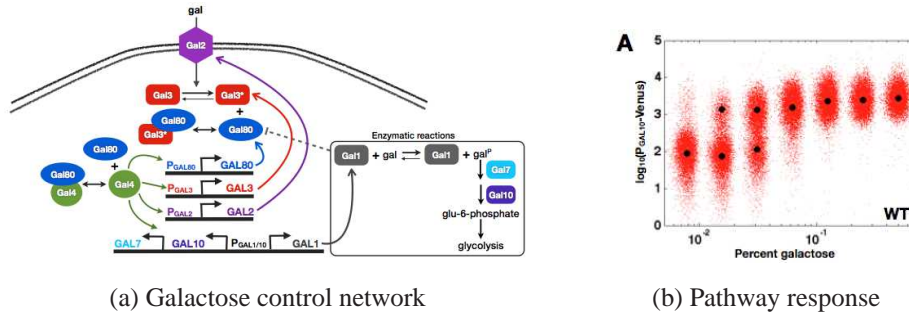 gal
Gal2
Gal3
Gal3*
+
Gal80
Gal3*
Gal80
Gal80
Gal80
+
Gal4
Gal4
PGAL80
GAL80
PGAL3
GAL3
PGAL2
GAL2
GAL7
GAL10
PGAL1/10
GAL1
Enzymatic reactions
Gal1 + gal
Gal1 + galP
Gal7
Gal10
glu-6-phosphate
glycolysis
(a) Galactose control network
A
log10(PGAL10-Venus)
5
4
3
2
1
0
WT
10-2
10-1
Percent galactose
(b) Pathway response